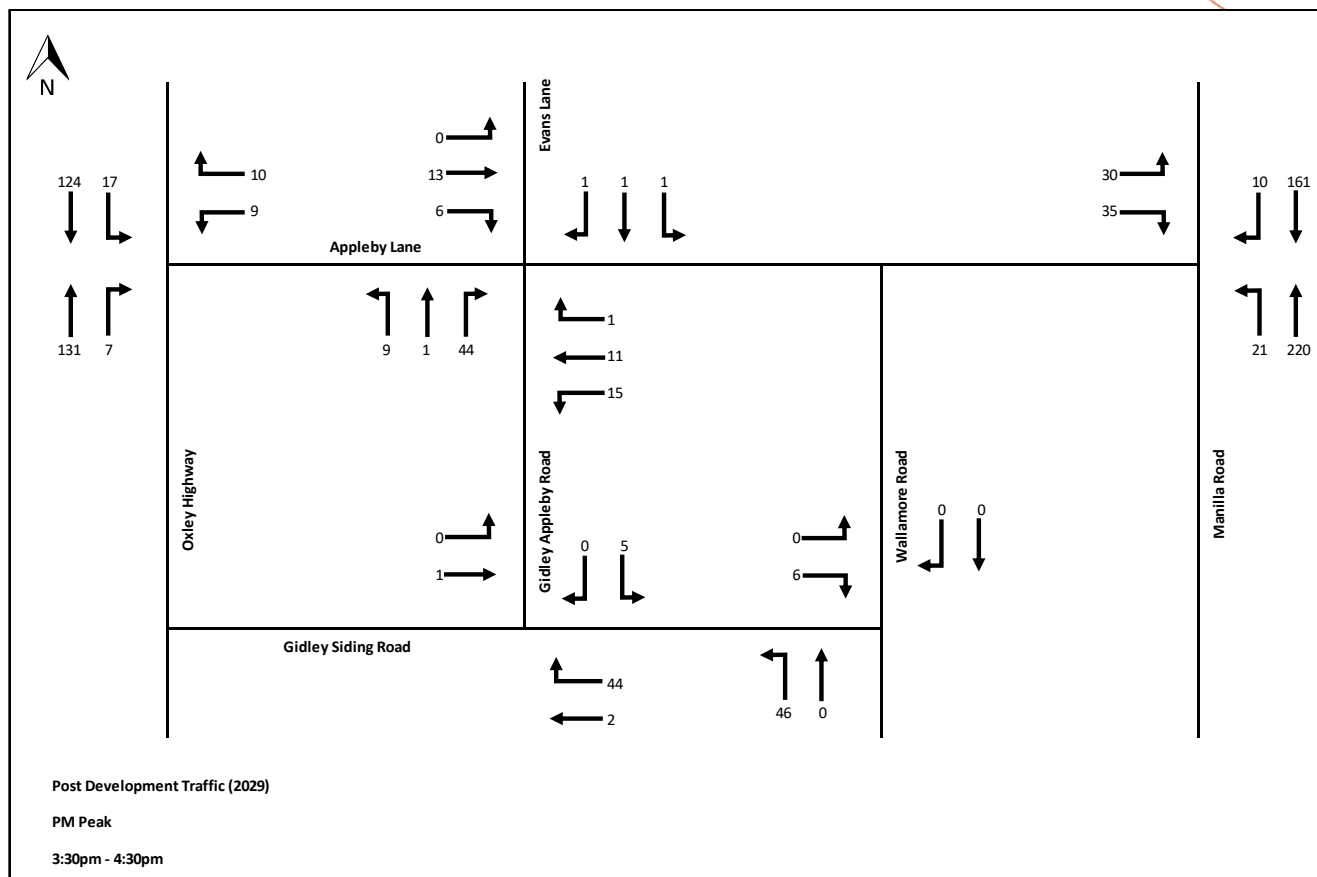 N
Evans Lane
0
10
13
30
124 17
1 1 1
10 161
9
6
35
Appleby Lane
1
131 7
9 1 44
11
21 220
15
Oxley Highway
Gidley Appleby Road
Wallamore Road
Manilla Road
0 0
0
0 5
0
1
6
Gidley Siding Road
44
46 0
2
Post Development Traffic (2029)
PM Peak
3:30pm - 4:30pm